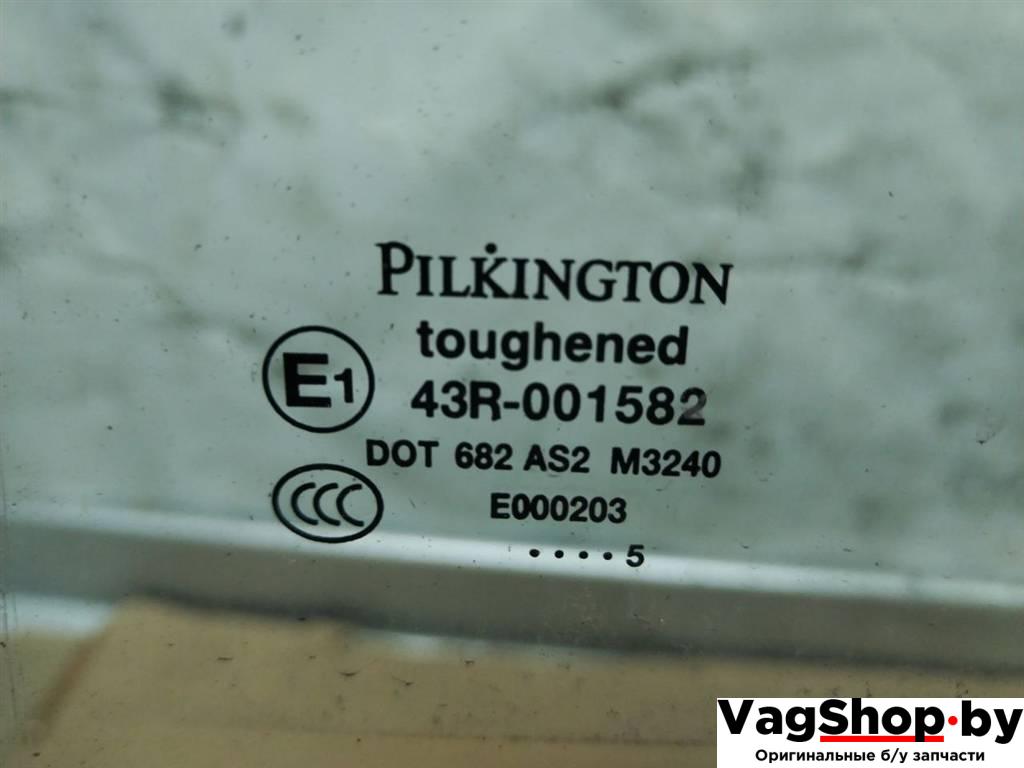 PILKINGTON
toughened
E1
43R-001582
DOT 682 AS2 M3240
CCC
E000203
....5
VagShop.by
Оригинальные б/у запчасти